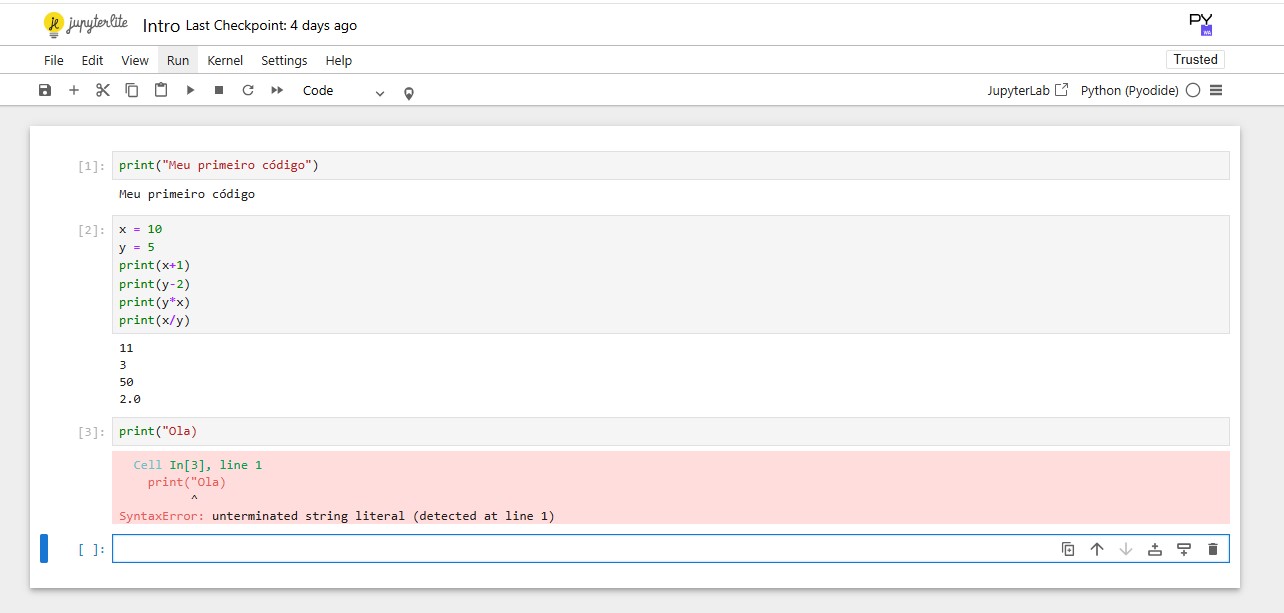 jupyterlite Intro Last Checkpoint: 4 days ago PY
WA
File Edit View Run Kernel Settings Help Trusted
Code JupyterLab Python (Pyodide)
[1]: print("Meu primeiro código")
Meu primeiro código
[2]: x = 10
y = 5
print(x+1)
print(y-2)
print(y*x)
print(x/y)
11
3
50
2.0
[3]: print("Ola)
Cell In[3], line 1
print("Ola)
^
SyntaxError: unterminated string literal (detected at line 1)
[ ]: